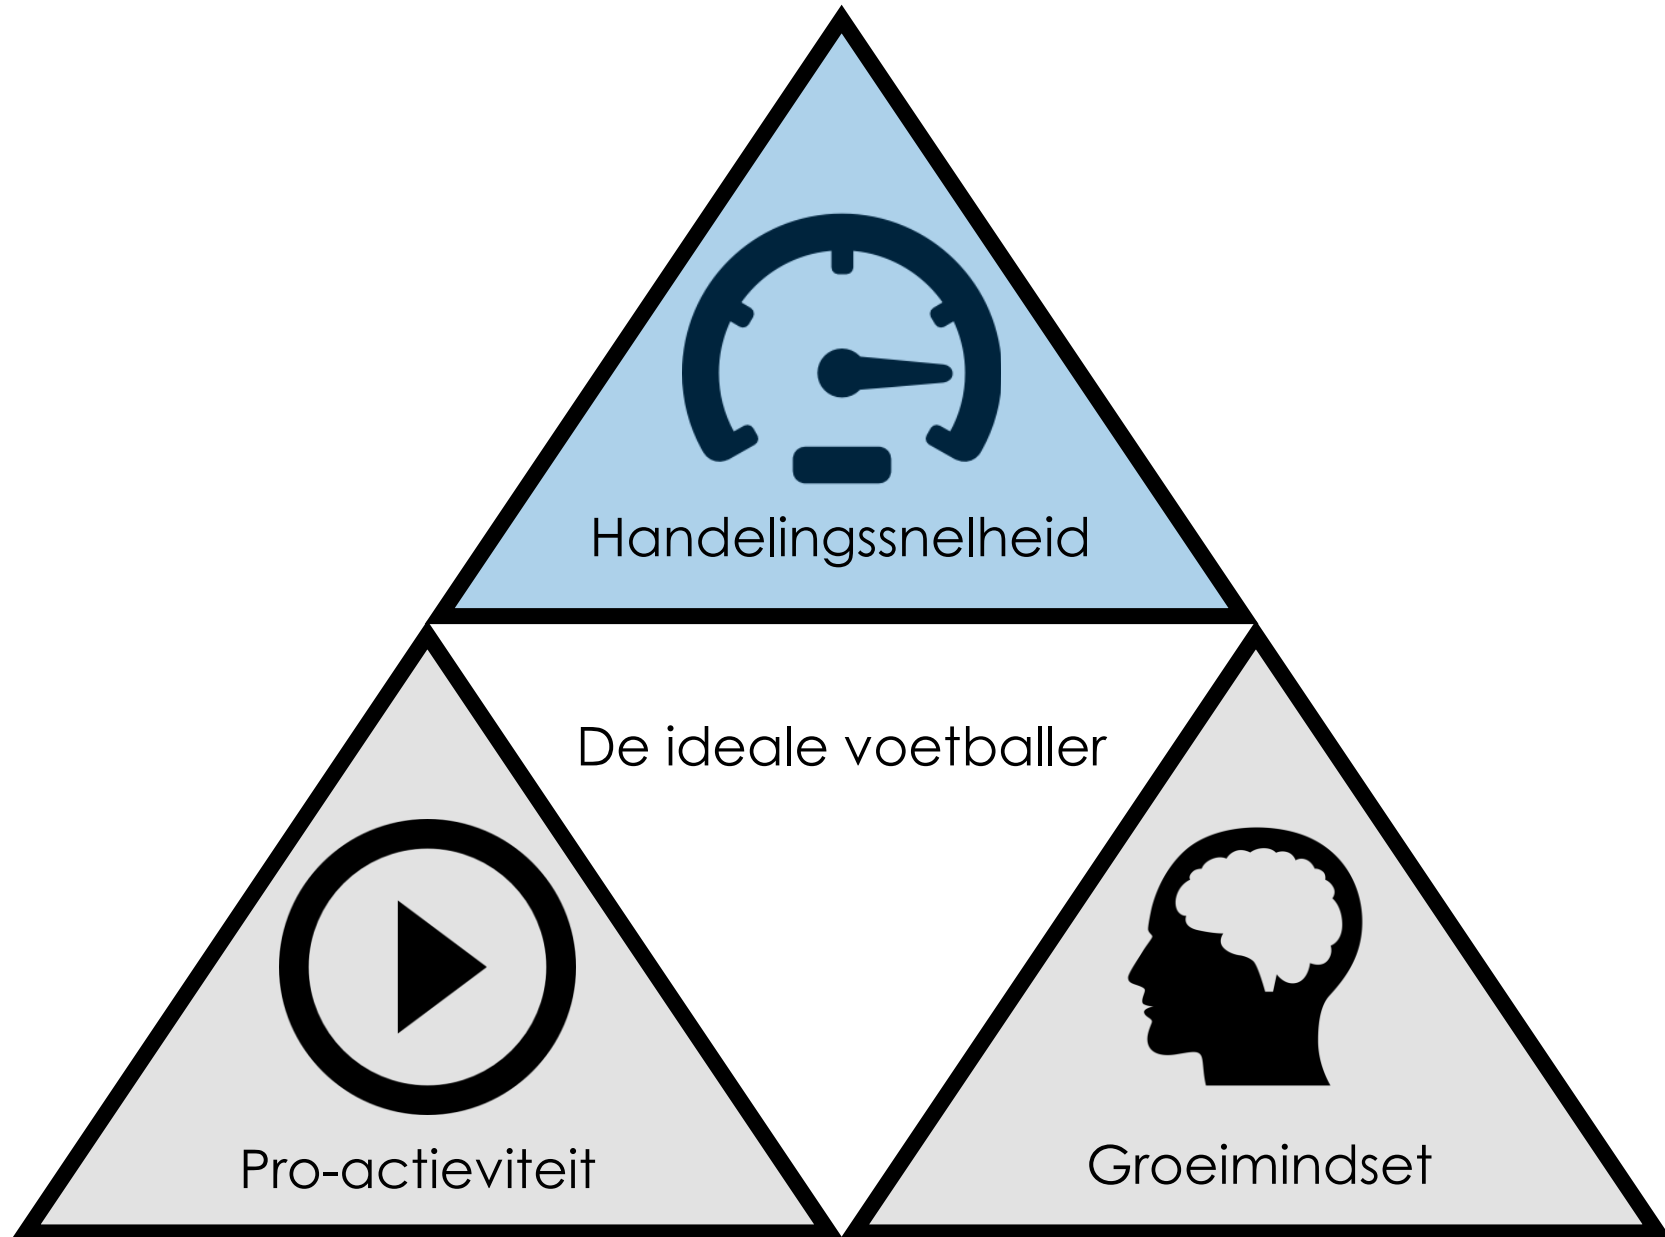 Handelingssnelheid
De ideale voetballer
Pro-actieviteit
Groeimindset